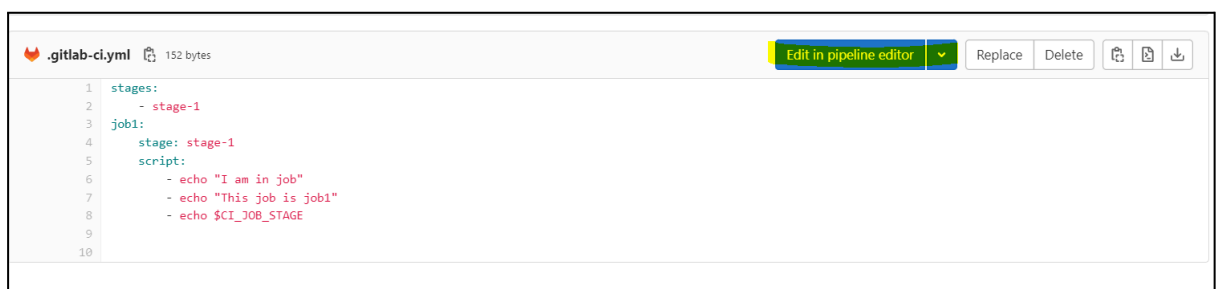 .gitlab-ci.yml 152 bytes Edit in pipeline editor Replace Delete
1 stages:
2     - stage-1
3 job1:
4     stage: stage-1
5     script:
6         - echo "I am in job"
7         - echo "This job is job1"
8         - echo $CI_JOB_STAGE
9
10